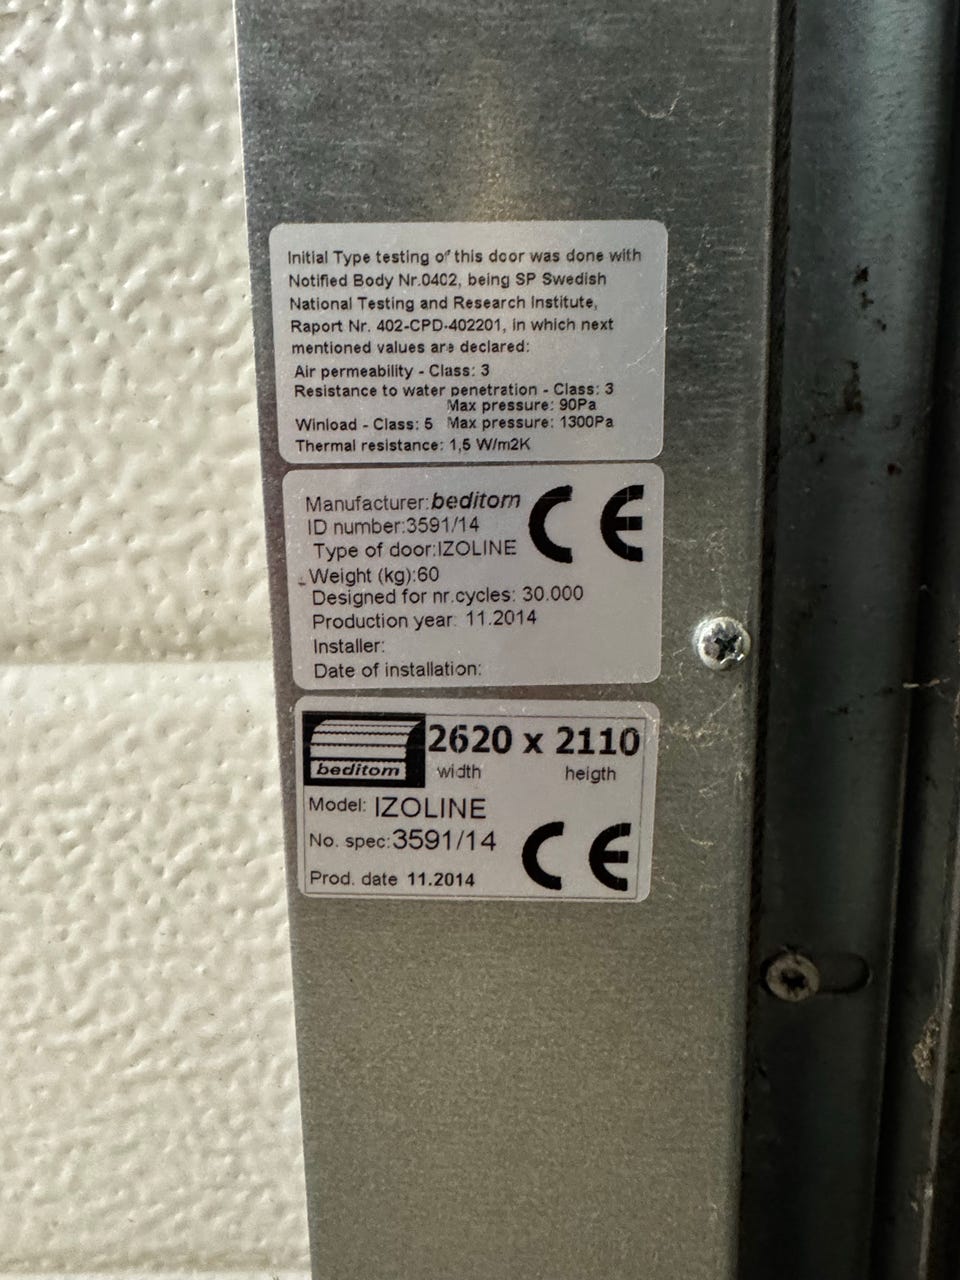 Initial Type testing of this door was done with
Notified Body Nr.0402, being SP Swedish
National Testing and Research Institute,
Raport Nr. 402-CPD-402201, in which next
mentioned values are declared:
Air permeability - Class: 3
Resistance to water penetration - Class: 3
Max pressure: 90Pa
Winload - Class: 5 Max pressure: 1300Pa
Thermal resistance: 1,5 W/m2K
Manufacturer:beditom CE
ID number:3591/14
Type of door:IZOLINE
Weight (kg):60
Designed for nr.cycles: 30.000
Production year: 11.2014
Installer:
Date of installation:
beditom 2620 x 2110
width heigth
Model: IZOLINE
No. spec:3591/14 CE
Prod. date 11.2014